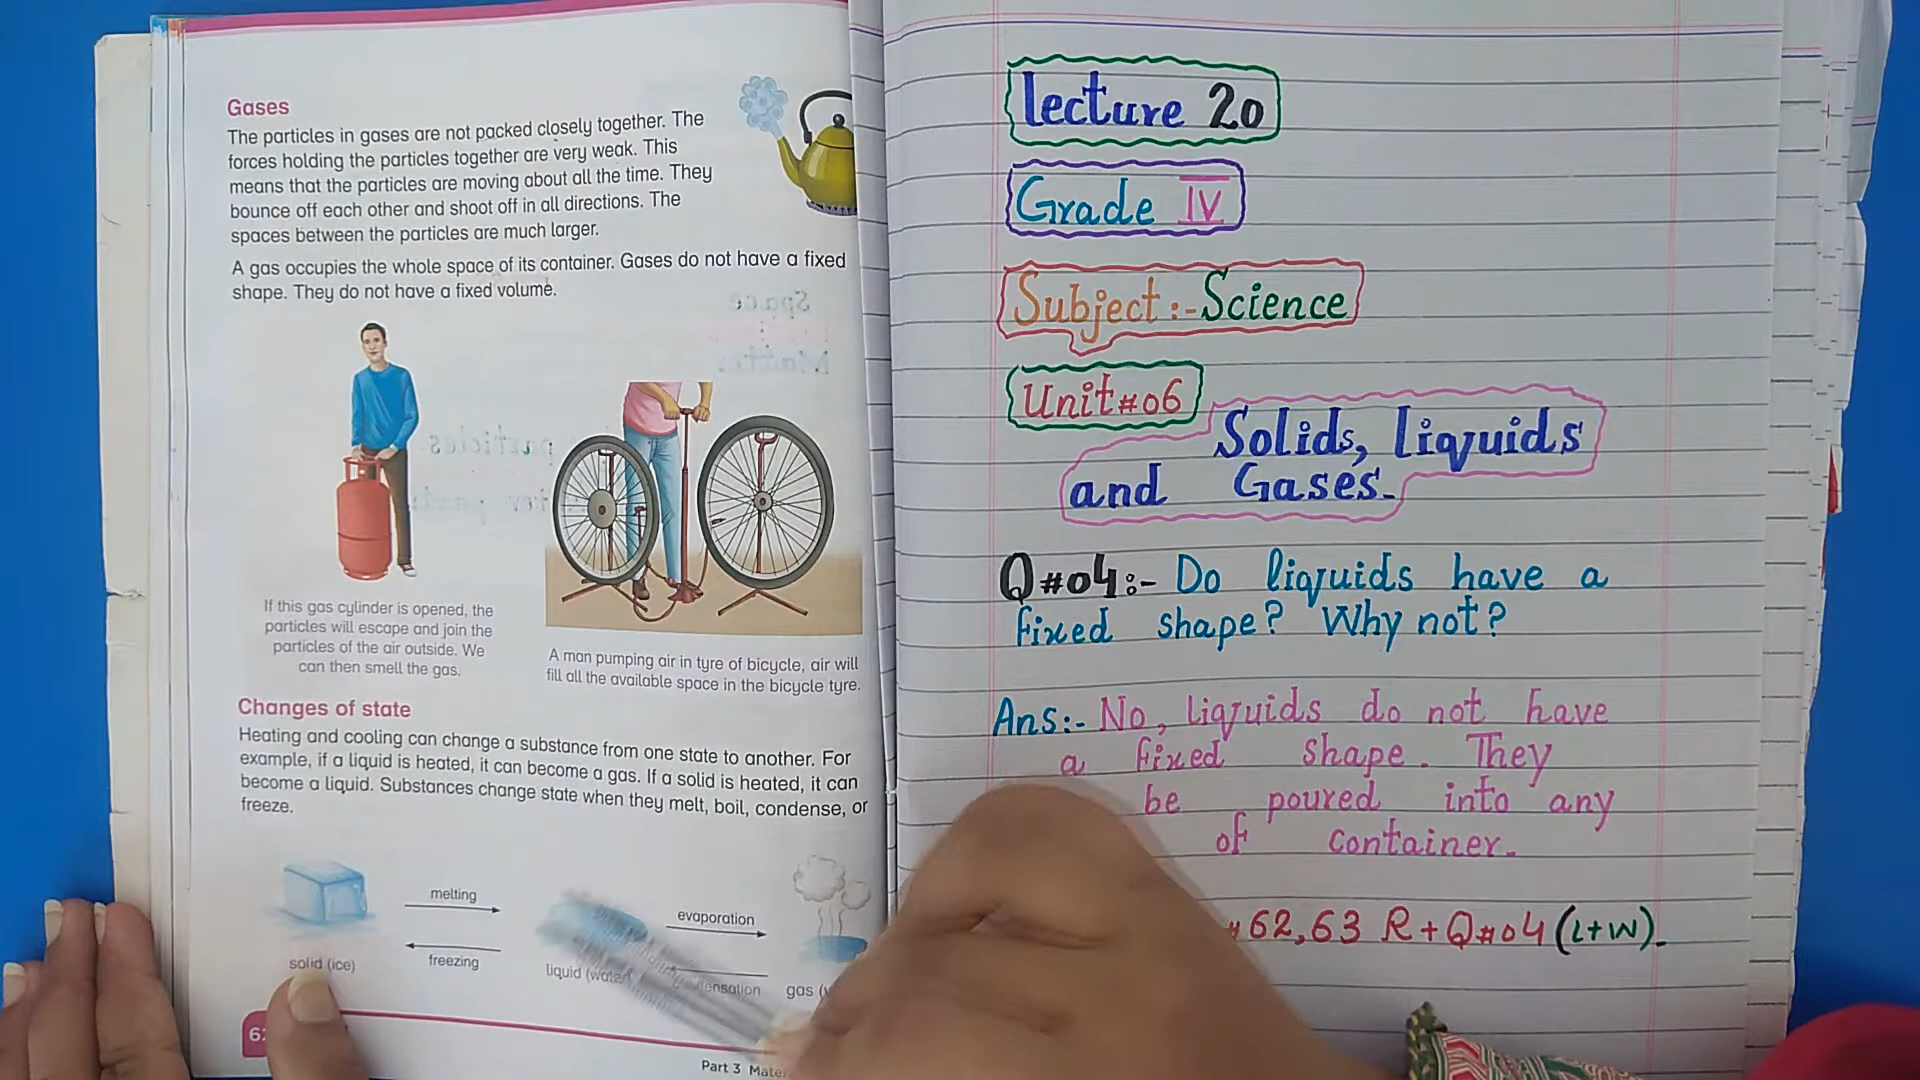 Gases
The particles in gases are not packed closely together. The
forces holding the particles together are very weak. This
means that the particles are moving about all the time. They
bounce off each other and shoot off in all directions. The
spaces between the particles are much larger.
A gas occupies the whole space of its container. Gases do not have a fixed
shape. They do not have a fixed volume.
If this gas cylinder is opened, the
particles will escape and join the
particles of the air outside. We
can then smell the gas.
A man pumping air in tyre of bicycle, air will
fill all the available space in the bicycle tyre.
Changes of state
Heating and cooling can change a substance from one state to another. For
example, if a liquid is heated, it can become a gas. If a solid is heated, it can
become a liquid. Substances change state when they melt, boil, condense, or
freeze.
melting
evaporation
freezing
solid (ice)
liquid (water
gas
Part 3
lecture 20
Grade IV
Subject:-Science
Unit#06
Solids, liquids
and Gases.
Q#04:- Do liquids have a
fixed shape? Why not?
Ans:- No, liquids do not have
a fixed shape. They
be poured into any
of container.
62,63 R+Q#04 (L+W).